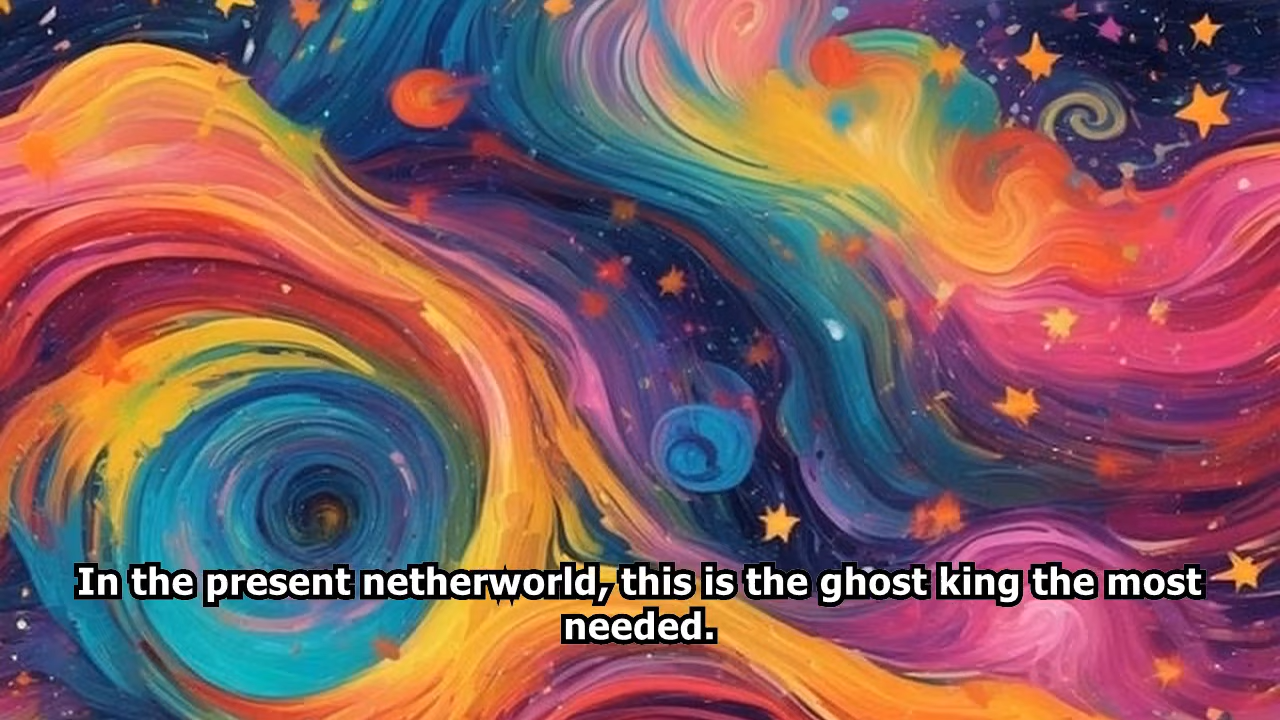 In the present netherworld, this is the ghost king the most
needed.